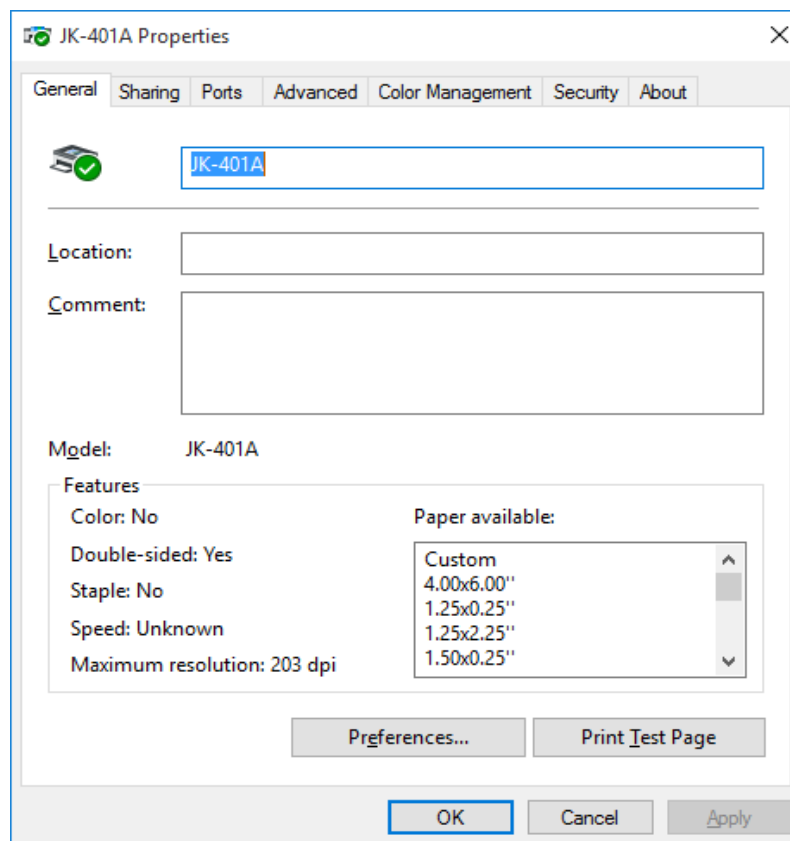 JK-401A Properties
General Sharing Ports Advanced Color Management Security About
JK-401A
Location:
Comment:
Model: JK-401A
Features
Color: No
Double-sided: Yes
Staple: No
Speed: Unknown
Maximum resolution: 203 dpi
Paper available:
Custom
4.00x6.00''
1.25x0.25''
1.25x2.25''
1.50x0.25''
Preferences... Print Test Page
OK Cancel Apply